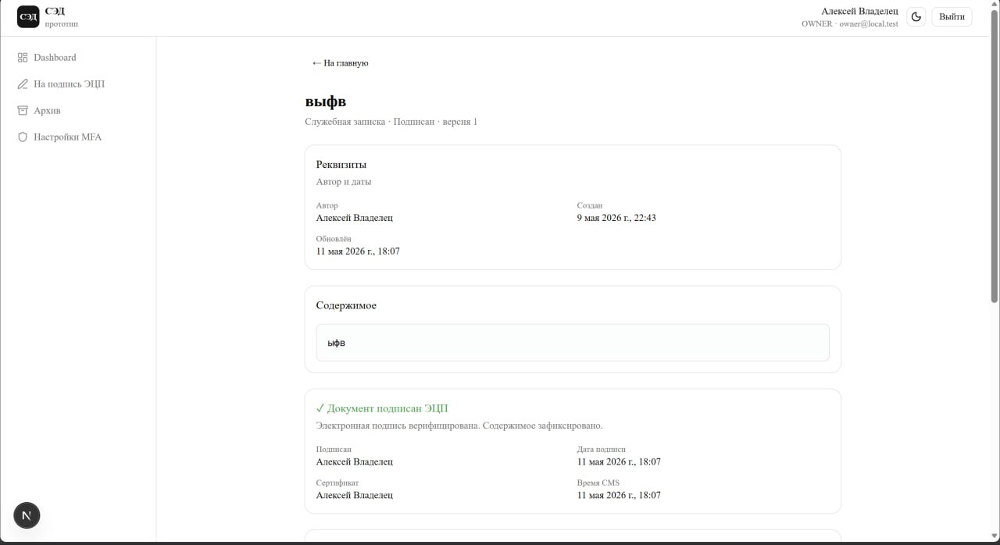 СЭД
СЭД
прототип
Алексей Владелец
OWNER · owner@local.test
Выйти
Dashboard
На подпись ЭЦП
Архив
Настройки MFA
← На главную
выфв
Служебная записка · Подписан · версия 1
Реквизиты
Автор и даты
Автор
Алексей Владелец
Создан
9 мая 2026 г., 22:43
Обновлён
11 мая 2026 г., 18:07
Содержимое
ыфв
✓ Документ подписан ЭЦП
Электронная подпись верифицирована. Содержимое зафиксировано.
Подписан
Алексей Владелец
Дата подписи
11 мая 2026 г., 18:07
Сертификат
Алексей Владелец
Время CMS
11 мая 2026 г., 18:07
N